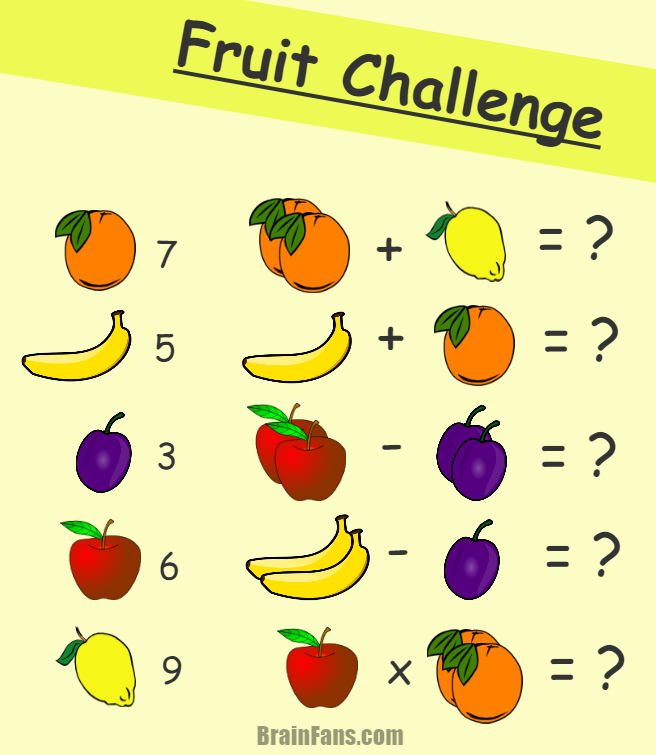 Fruit Challenge
7 + = ?
5 + = ?
3 - = ?
6 - = ?
9 x = ?
BrainFans.com